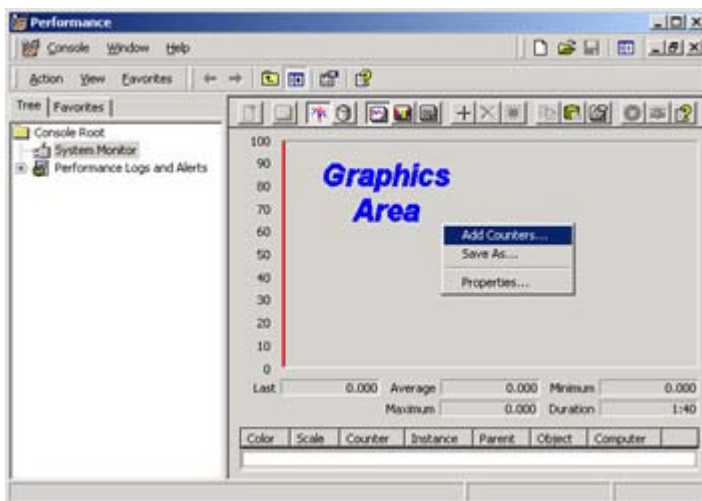 Performance
Console Window Help
Action View Favorites
Tree Favorites
Console Root
System Monitor
Performance Logs and Alerts
100
90
80
70
60
50
40
30
20
10
0
Graphics
Area
Add Counters...
Save As...
Properties...
Last 0.000 Average 0.000 Minimum 0.000
Maximum 0.000 Duration 1:40
Color Scale Counter Instance Parent Object Computer